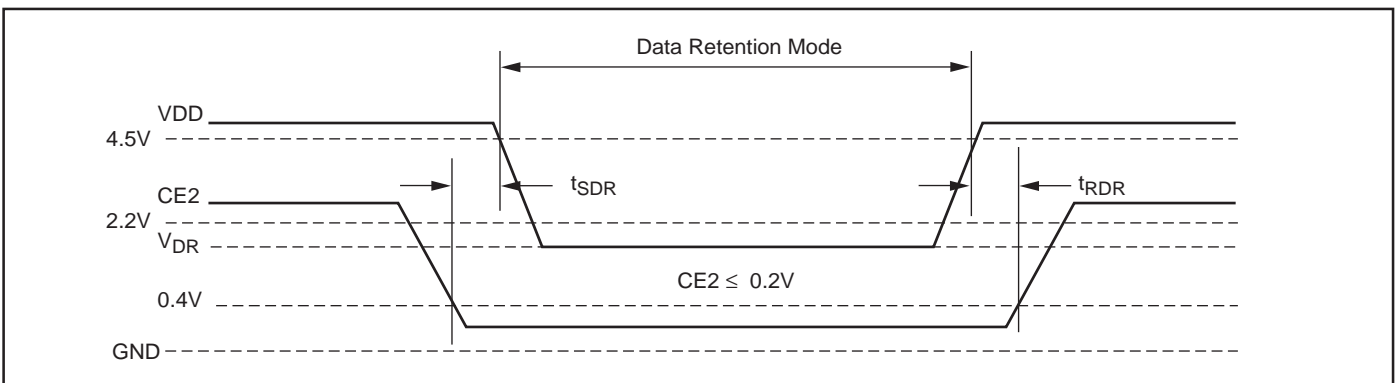 Data Retention Mode
VDD
4.5V
tSDR
tRDR
CE2
2.2V
VDR
CE2 ≤ 0.2V
0.4V
GND